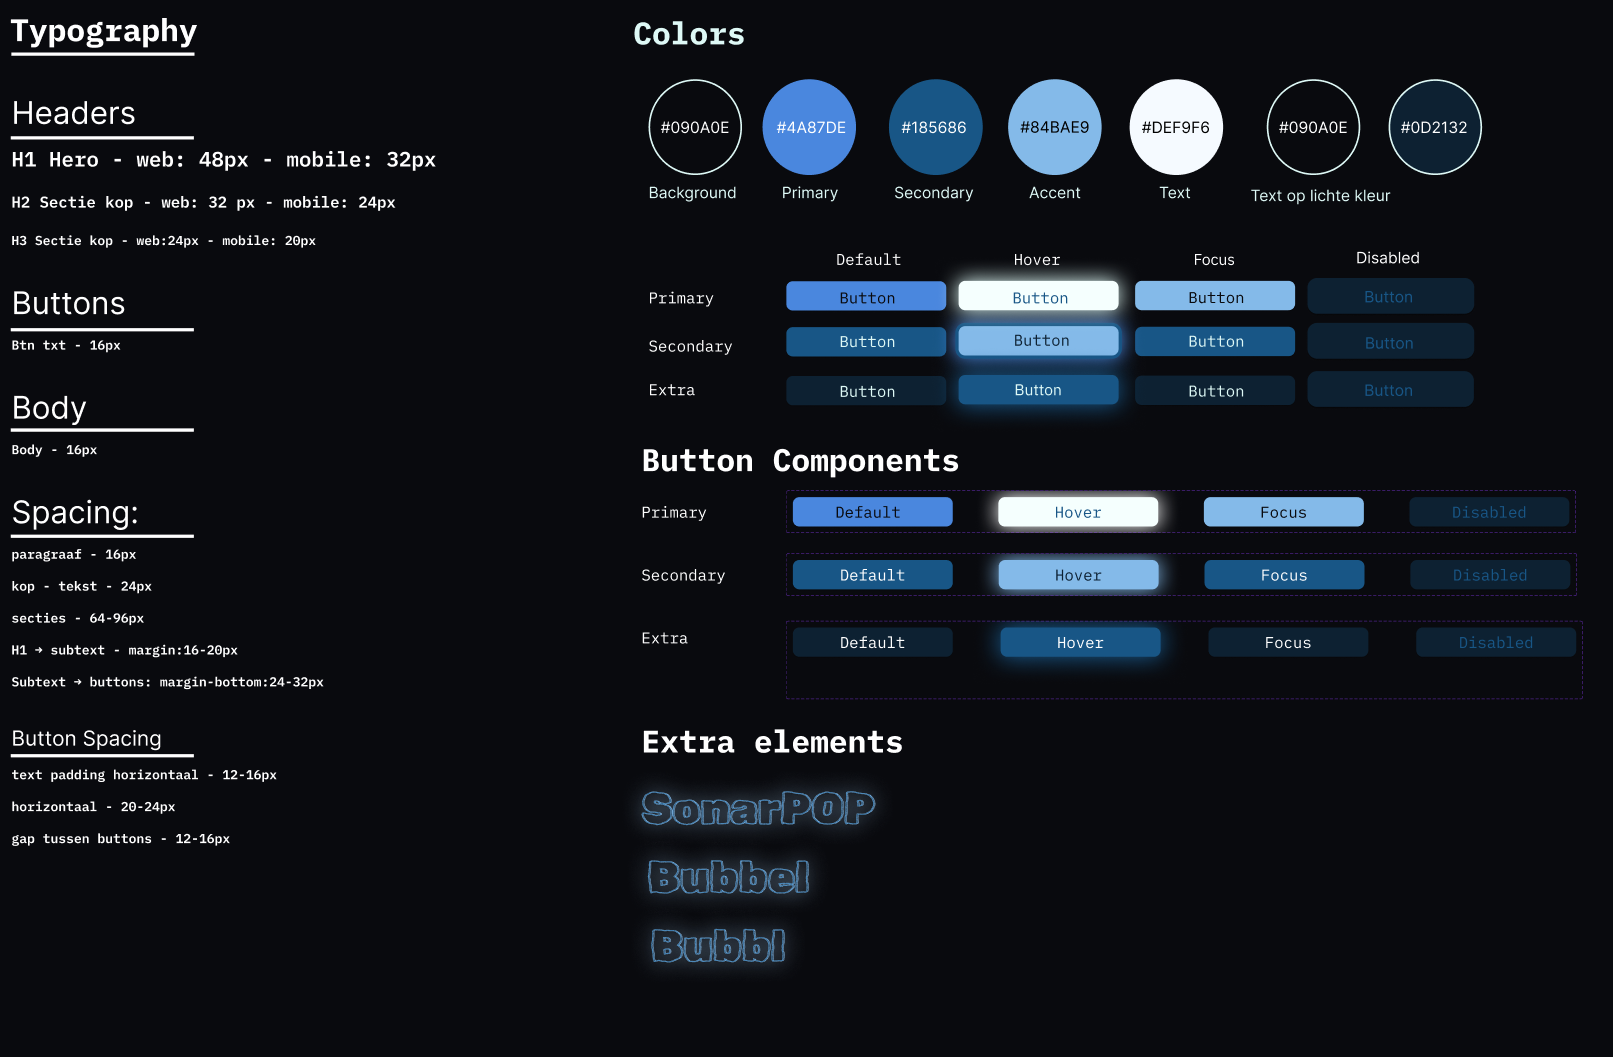 Typography
Headers
H1 Hero - web: 48px - mobile: 32px
H2 Sectie kop - web: 32 px - mobile: 24px
H3 Sectie kop - web:24px - mobile: 20px
Buttons
Btn txt - 16px
Body
Body - 16px
Spacing:
paragraaf - 16px
kop - tekst - 24px
secties - 64-96px
H1 → subtext - margin:16-20px
Subtext → buttons: margin-bottom:24-32px
Button Spacing
text padding horizontaal - 12-16px
horizontaal - 20-24px
gap tussen buttons - 12-16px
Colors
#090A0E #4A87DE #185686 #84BAE9 #DEF9F6 #090A0E #0D2132
Background Primary Secondary Accent Text Text op lichte kleur
Default Hover Focus Disabled
Primary Button Button Button Button
Secondary Button Button Button Button
Extra Button Button Button Button
Button Components
Primary Default Hover Focus Disabled
Secondary Default Hover Focus Disabled
Extra Default Hover Focus Disabled
Extra elements
SonarPOP
Bubbel
Bubbl